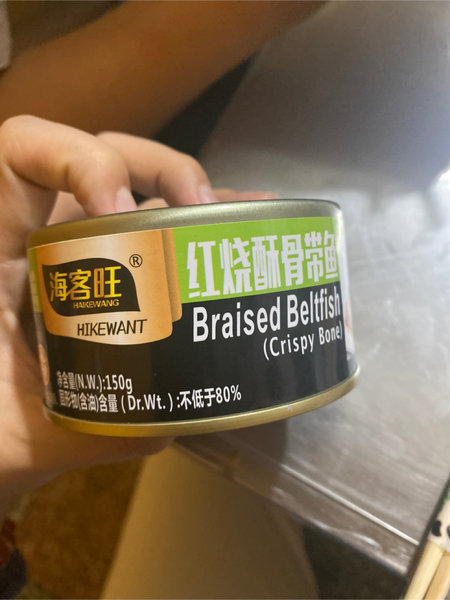 海客旺®
HAIKEWANG
HIKEWANT
红烧酥骨带鱼
Braised Beltfish
(Crispy Bone)
净含量(N.W.):150g
固形物(含油)含量(Dr.Wt.):不低于80%